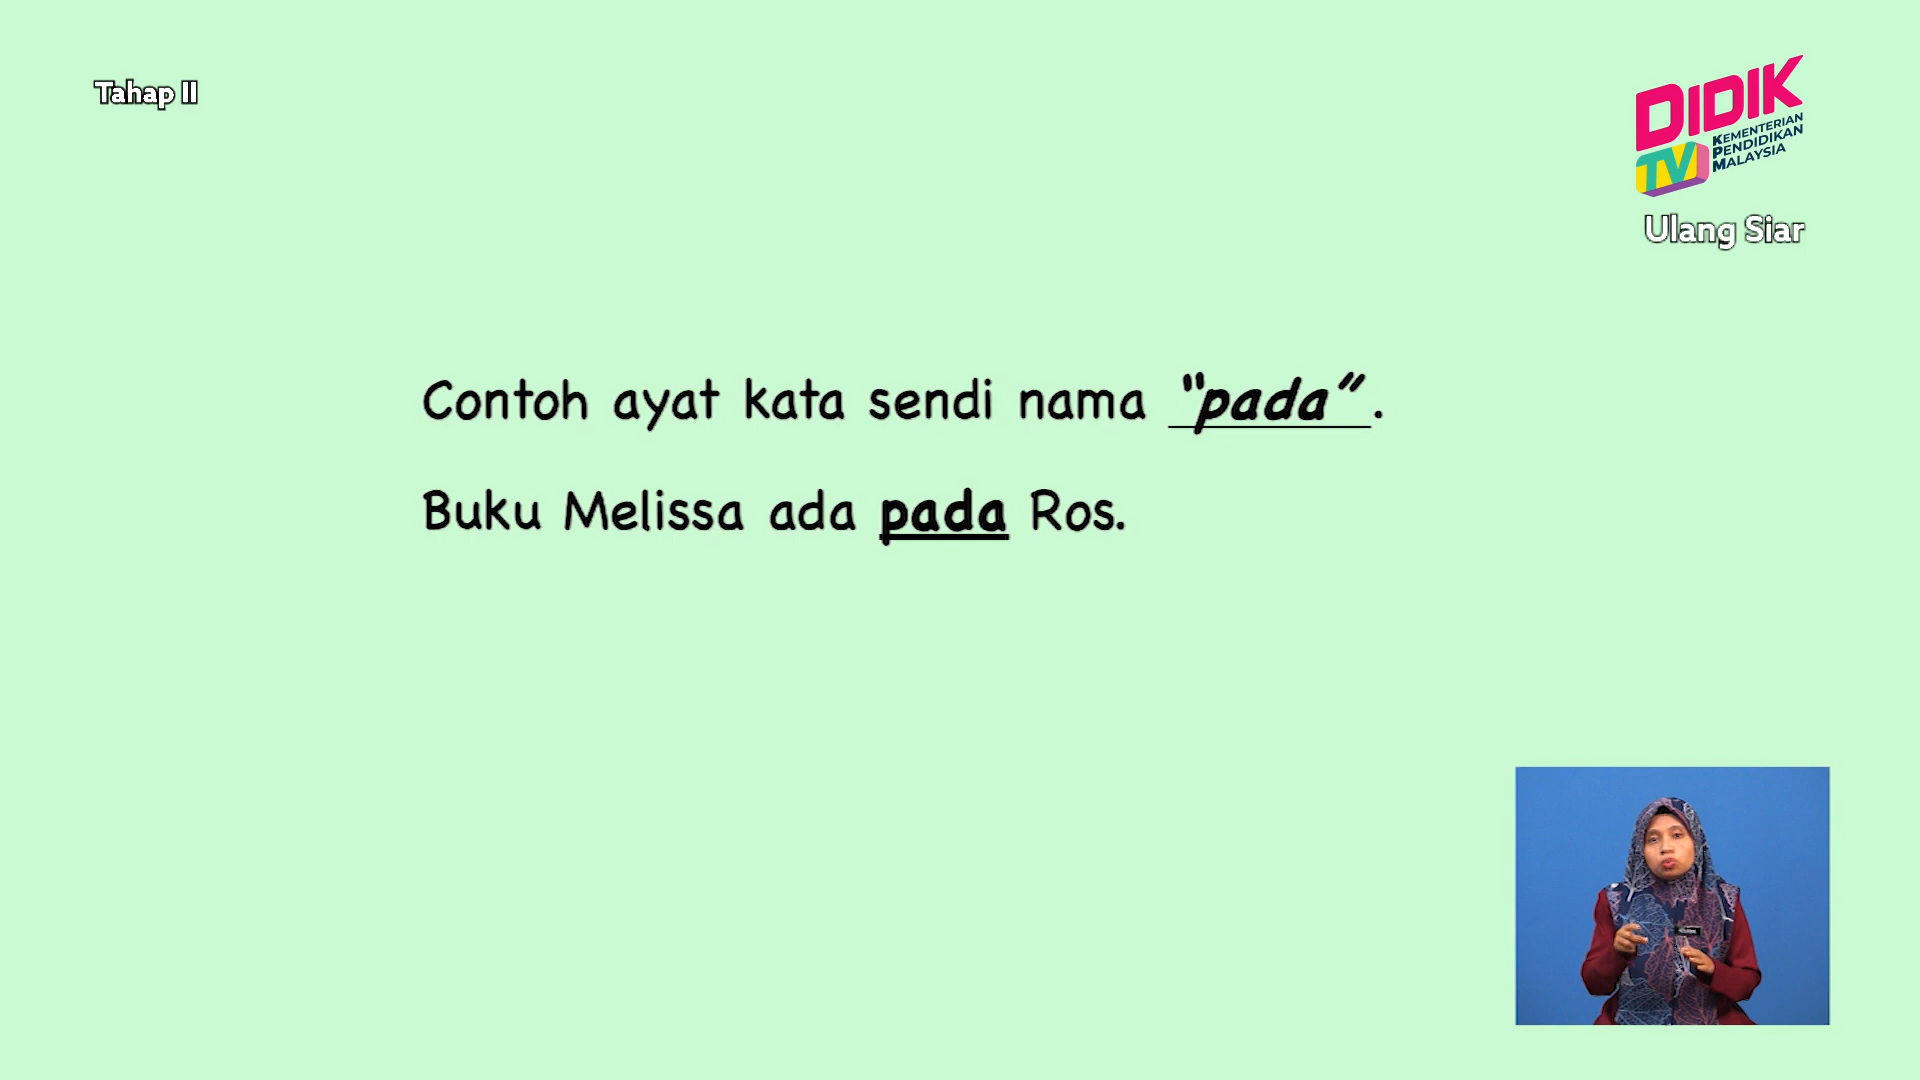 Tahap II
DIDIK
TV
KEMENTERIAN
PENDIDIKAN
MALAYSIA
Ulang Siar
Contoh ayat kata sendi nama “pada”.
Buku Melissa ada pada Ros.